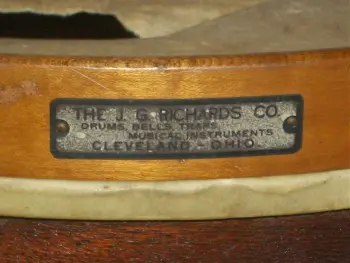 THE J. G. RICHARDS CO.
DRUMS, BELLS, TRAPS,
MUSICAL INSTRUMENTS
CLEVELAND - OHIO